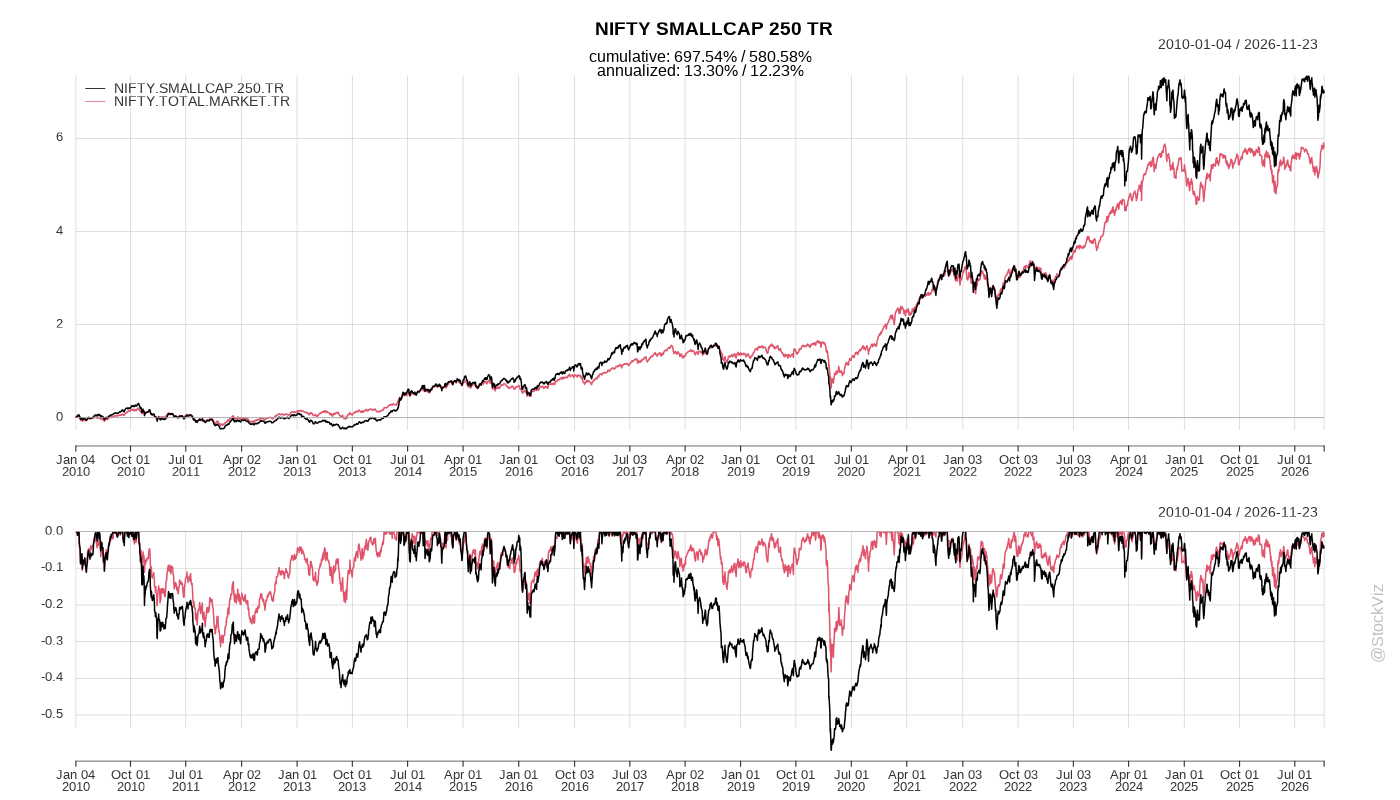 NIFTY SMALLCAP 250 TR
2010-01-04 / 2026-11-23
cumulative: 697.54% / 580.58%
annualized: 13.30% / 12.23%
NIFTY.SMALLCAP.250.TR
NIFTY.TOTAL.MARKET.TR
6
4
2
0
Jan 04 Oct 01 Jul 01 Apr 02 Jan 01 Oct 01 Jul 01 Apr 01 Jan 01 Oct 03 Jul 03 Apr 02 Jan 01 Oct 01 Jul 01 Apr 01 Jan 03 Oct 03 Jul 03 Apr 01 Jan 01 Oct 01 Jul 01
2010 2010 2011 2012 2013 2013 2014 2015 2016 2016 2017 2018 2019 2019 2020 2021 2022 2022 2023 2024 2025 2025 2026
2010-01-04 / 2026-11-23
0.0
-0.1
-0.2
-0.3
-0.4
-0.5
Jan 04 Oct 01 Jul 01 Apr 02 Jan 01 Oct 01 Jul 01 Apr 01 Jan 01 Oct 03 Jul 03 Apr 02 Jan 01 Oct 01 Jul 01 Apr 01 Jan 03 Oct 03 Jul 03 Apr 01 Jan 01 Oct 01 Jul 01
2010 2010 2011 2012 2013 2013 2014 2015 2016 2016 2017 2018 2019 2019 2020 2021 2022 2022 2023 2024 2025 2025 2026
@StockViz